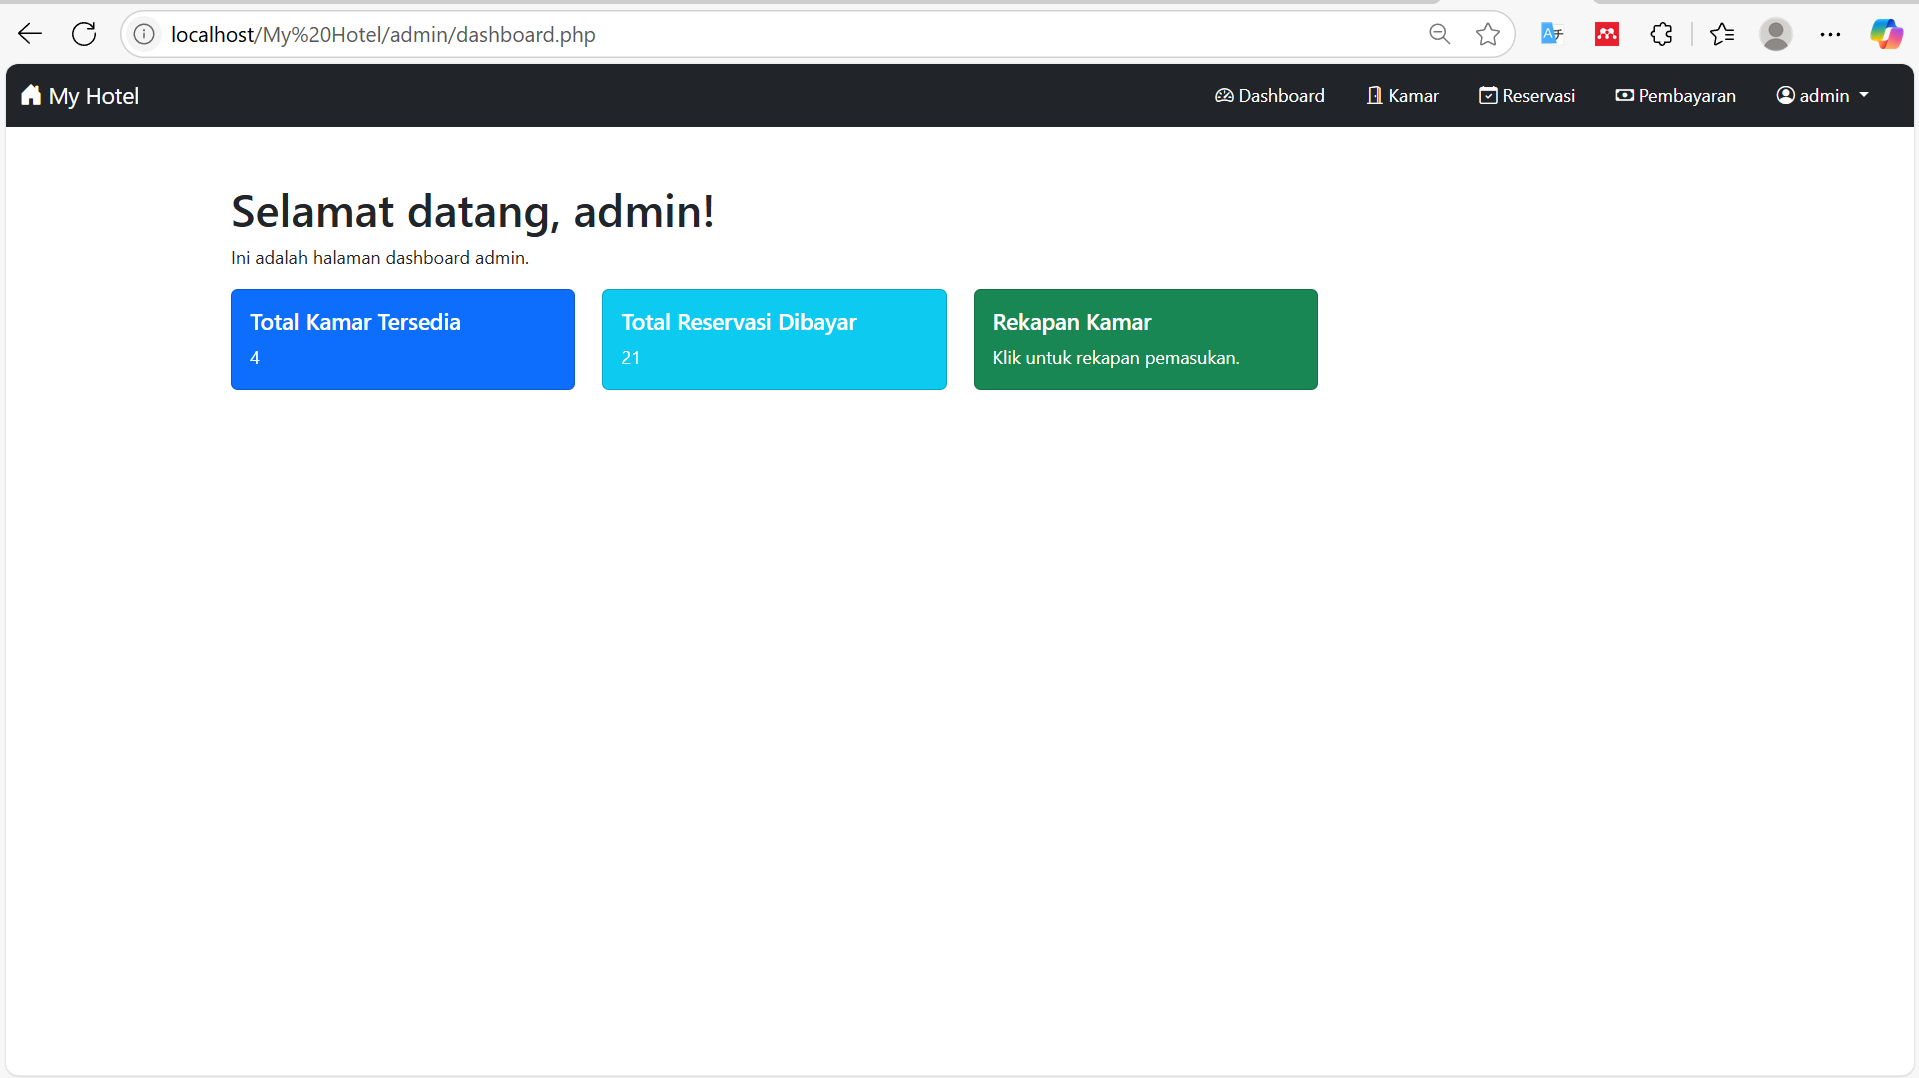 localhost/My%20Hotel/admin/dashboard.php
My Hotel
Dashboard
Kamar
Reservasi
Pembayaran
admin
Selamat datang, admin!
Ini adalah halaman dashboard admin.
Total Kamar Tersedia
4
Total Reservasi Dibayar
21
Rekapan Kamar
Klik untuk rekapan pemasukan.